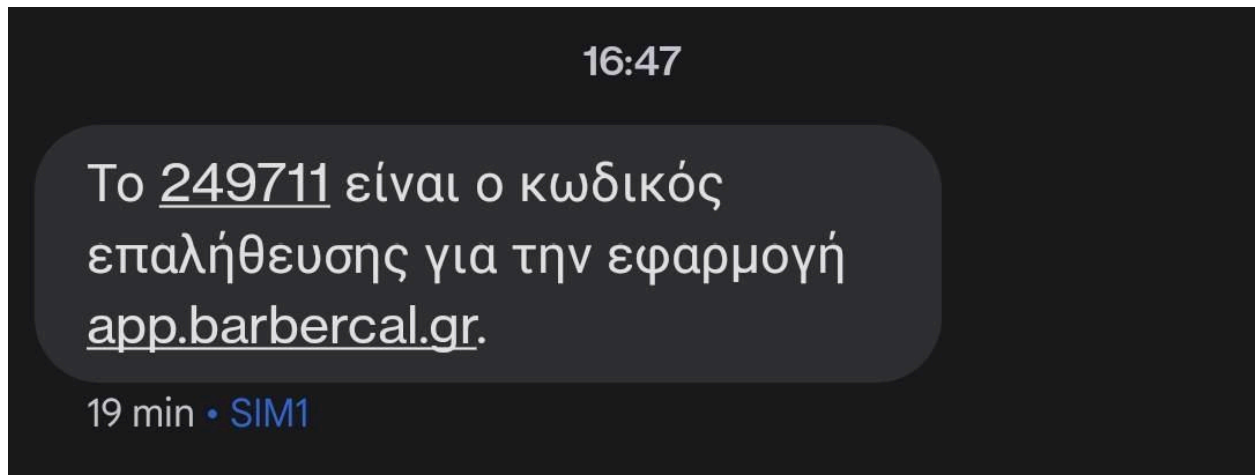 16:47
Το 249711 είναι ο κωδικός
επαλήθευσης για την εφαρμογή
app.barbercal.gr.
19 min • SIM1